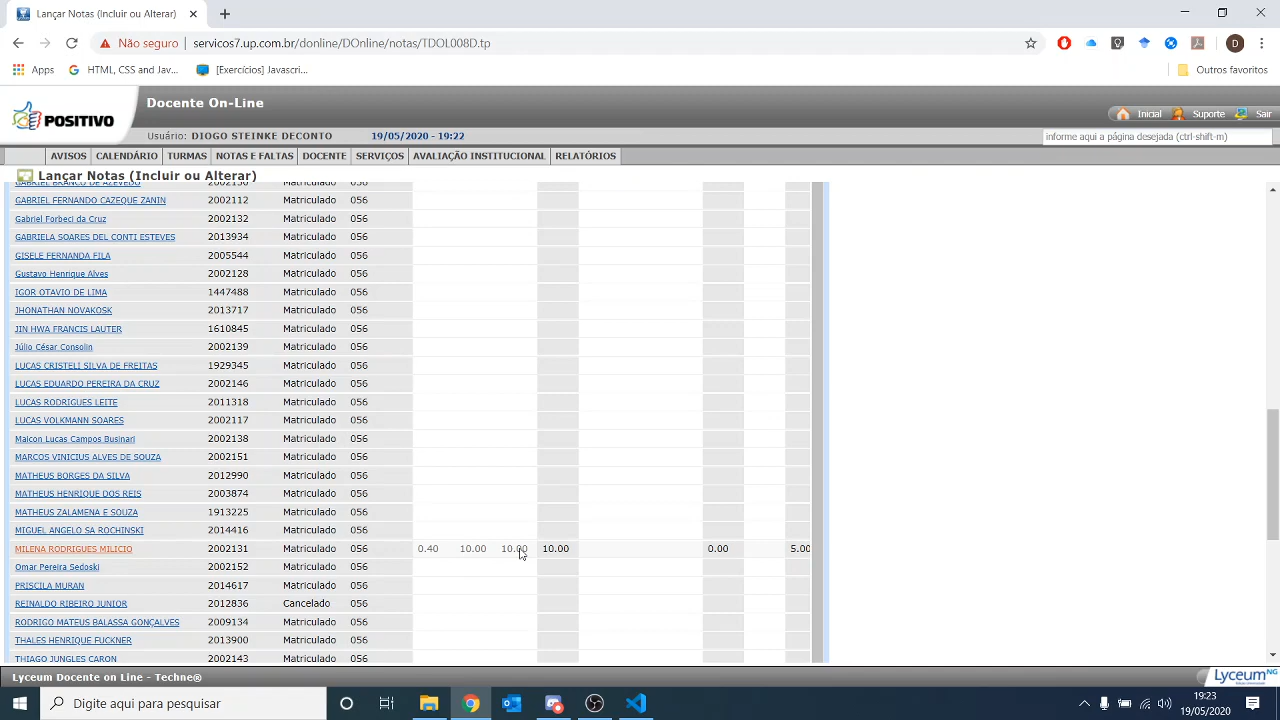 Lançar Notas (Incluir ou Alterar)
Não seguro servicos7.up.com.br/donline/DOnline/notas/TDOL008D.tp D
Apps HTML, CSS and Jav... [Exercícios] Javascri... Outros favoritos
POSITIVO Docente On-Line
Inicial Suporte Sair
Usuário: DIOGO STEINKE DECONTO 19/05/2020 - 19:22 informe aqui a página desejada (ctrl-shift-m)
AVISOS CALENDÁRIO TURMAS NOTAS E FALTAS DOCENTE SERVIÇOS AVALIAÇÃO INSTITUCIONAL RELATÓRIOS
Lançar Notas (Incluir ou Alterar)
GABRIEL BRANCO DE AZEVEDO 2002130 Matriculado 056
GABRIEL FERNANDO CAZEQUE ZANIN 2002112 Matriculado 056
Gabriel Forbeci da Cruz 2002132 Matriculado 056
GABRIELA SOARES DEL CONTI ESTEVES 2013934 Matriculado 056
GISELE FERNANDA FILA 2005544 Matriculado 056
Gustavo Henrique Alves 2002128 Matriculado 056
IGOR OTAVIO DE LIMA 1447488 Matriculado 056
JHONATHAN NOVAKOSK 2013717 Matriculado 056
JIN HWA FRANCIS LAUTER 1610845 Matriculado 056
Júlio César Consolin 2002139 Matriculado 056
LUCAS CRISTELI SILVA DE FREITAS 1929345 Matriculado 056
LUCAS EDUARDO PEREIRA DA CRUZ 2002146 Matriculado 056
LUCAS RODRIGUES LEITE 2011318 Matriculado 056
LUCAS VOLKMANN SOARES 2002117 Matriculado 056
Maicon Lucas Campos Businari 2002138 Matriculado 056
MARCOS VINICIUS ALVES DE SOUZA 2002151 Matriculado 056
MATHEUS BORGES DA SILVA 2012990 Matriculado 056
MATHEUS HENRIQUE DOS REIS 2003874 Matriculado 056
MATHEUS ZALAMENA E SOUZA 1913225 Matriculado 056
MIGUEL ANGELO SA ROCHINSKI 2014416 Matriculado 056
MILENA RODRIGUES MILICIO 2002131 Matriculado 056 0.40 10.00 10.00 10.00 0.00 5.00
Omar Pereira Sedoski 2002152 Matriculado 056
PRISCILA MURAN 2014617 Matriculado 056
REINALDO RIBEIRO JUNIOR 2012836 Cancelado 056
RODRIGO MATEUS BALASSA GONÇALVES 2009134 Matriculado 056
THALES HENRIQUE FUCKNER 2013900 Matriculado 056
THIAGO JUNGLES CARON 2002143 Matriculado 056
Lyceum Docente on Line - Techne® LyceumNG
Digite aqui para pesquisar 19:23
19/05/2020